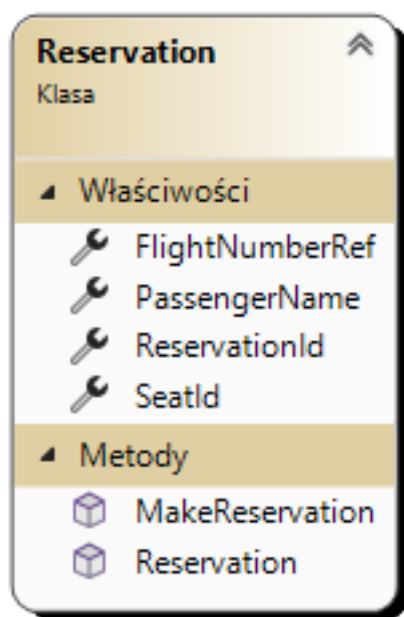 Reservation
Klasa
Właściwości
FlightNumberRef
PassengerName
ReservationId
SeatId
Metody
MakeReservation
Reservation